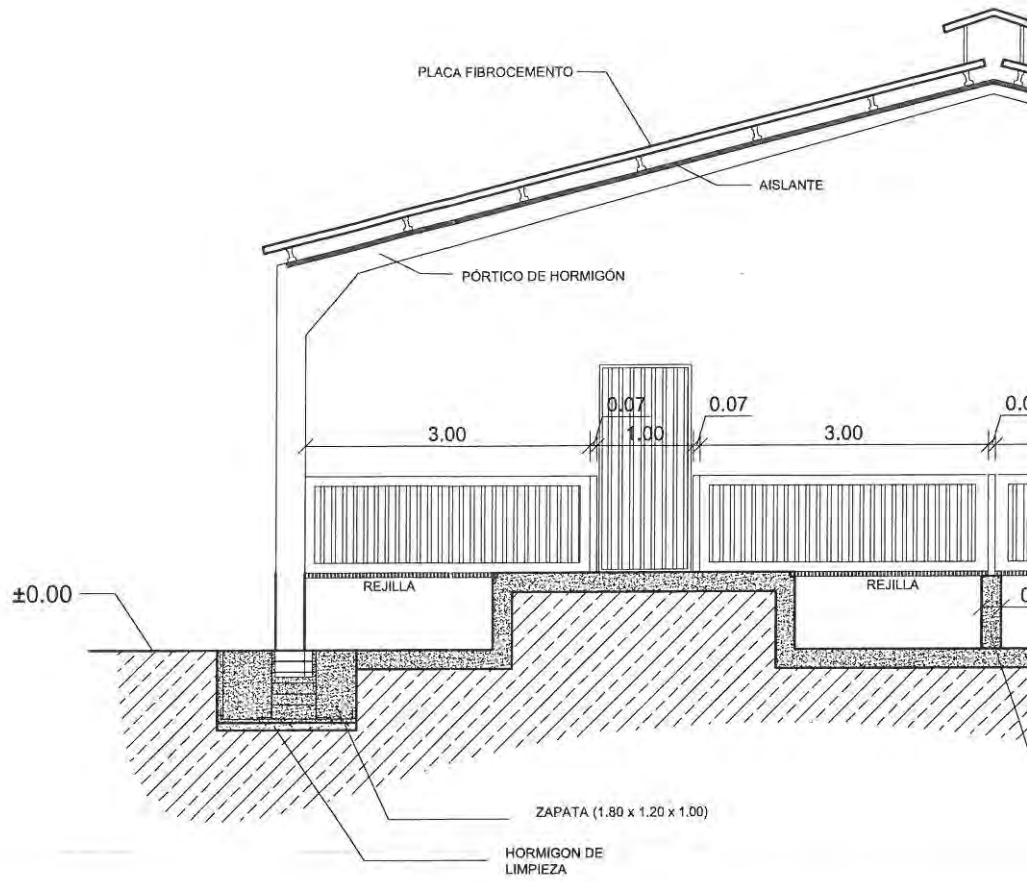 PLACA FIBROCEMENTO
AISLANTE
PÓRTICO DE HORMIGÓN
0.07
0.07
3.00
1.00
3.00
REJILLA
REJILLA
±0.00
ZAPATA (1.80 x 1.20 x 1.00)
HORMIGON DE
LIMPIEZA